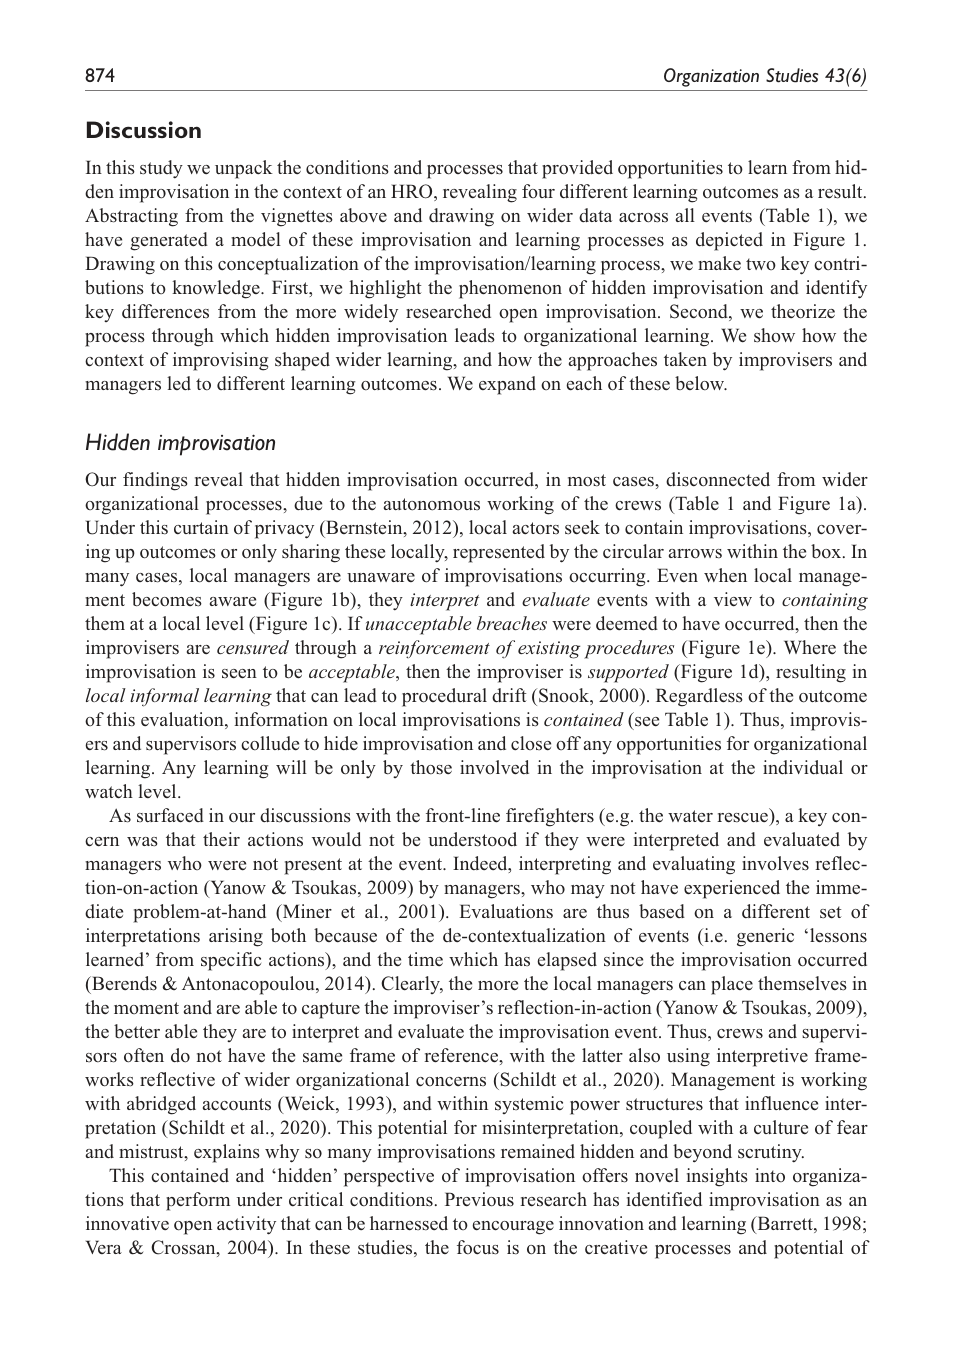 874
Organization Studies 43(6)
Discussion
In this study we unpack the conditions and processes that provided opportunities to learn from hid-
den improvisation in the context of an HRO, revealing four different learning outcomes as a result.
Abstracting from the vignettes above and drawing on wider data across all events (Table 1), we
have generated a model of these improvisation and learning processes as depicted in Figure 1.
Drawing on this conceptualization of the improvisation/learning process, we make two key contri-
butions to knowledge. First, we highlight the phenomenon of hidden improvisation and identify
key differences from the more widely researched open improvisation. Second, we theorize the
process through which hidden improvisation leads to organizational learning. We show how the
context of improvising shaped wider learning, and how the approaches taken by improvisers and
managers led to different learning outcomes. We expand on each of these below.
Hidden improvisation
Our findings reveal that hidden improvisation occurred, in most cases, disconnected from wider
organizational processes, due to the autonomous working of the crews (Table 1 and Figure 1a).
Under this curtain of privacy (Bernstein, 2012), local actors seek to contain improvisations, cover-
ing up outcomes or only sharing these locally, represented by the circular arrows within the box. In
many cases, local managers are unaware of improvisations occurring. Even when local manage-
ment becomes aware (Figure 1b), they interpret and evaluate events with a view to containing
them at a local level (Figure 1c). If unacceptable breaches were deemed to have occurred, then the
improvisers are censured through a reinforcement of existing procedures (Figure 1e). Where the
improvisation is seen to be acceptable, then the improviser is supported (Figure 1d), resulting in
local informal learning that can lead to procedural drift (Snook, 2000). Regardless of the outcome
of this evaluation, information on local improvisations is contained (see Table 1). Thus, improvis-
ers and supervisors collude to hide improvisation and close off any opportunities for organizational
learning. Any learning will be only by those involved in the improvisation at the individual or
watch level.
As surfaced in our discussions with the front-line firefighters (e.g. the water rescue), a key con-
cern was that their actions would not be understood if they were interpreted and evaluated by
managers who were not present at the event. Indeed, interpreting and evaluating involves reflec-
tion-on-action (Yanow & Tsoukas, 2009) by managers, who may not have experienced the imme-
diate problem-at-hand (Miner et al., 2001). Evaluations are thus based on a different set of
interpretations arising both because of the de-contextualization of events (i.e. generic ‘lessons
learned’ from specific actions), and the time which has elapsed since the improvisation occurred
(Berends & Antonacopoulou, 2014). Clearly, the more the local managers can place themselves in
the moment and are able to capture the improviser’s reflection-in-action (Yanow & Tsoukas, 2009),
the better able they are to interpret and evaluate the improvisation event. Thus, crews and supervi-
sors often do not have the same frame of reference, with the latter also using interpretive frame-
works reflective of wider organizational concerns (Schildt et al., 2020). Management is working
with abridged accounts (Weick, 1993), and within systemic power structures that influence inter-
pretation (Schildt et al., 2020). This potential for misinterpretation, coupled with a culture of fear
and mistrust, explains why so many improvisations remained hidden and beyond scrutiny.
This contained and ‘hidden’ perspective of improvisation offers novel insights into organiza-
tions that perform under critical conditions. Previous research has identified improvisation as an
innovative open activity that can be harnessed to encourage innovation and learning (Barrett, 1998;
Vera & Crossan, 2004). In these studies, the focus is on the creative processes and potential of